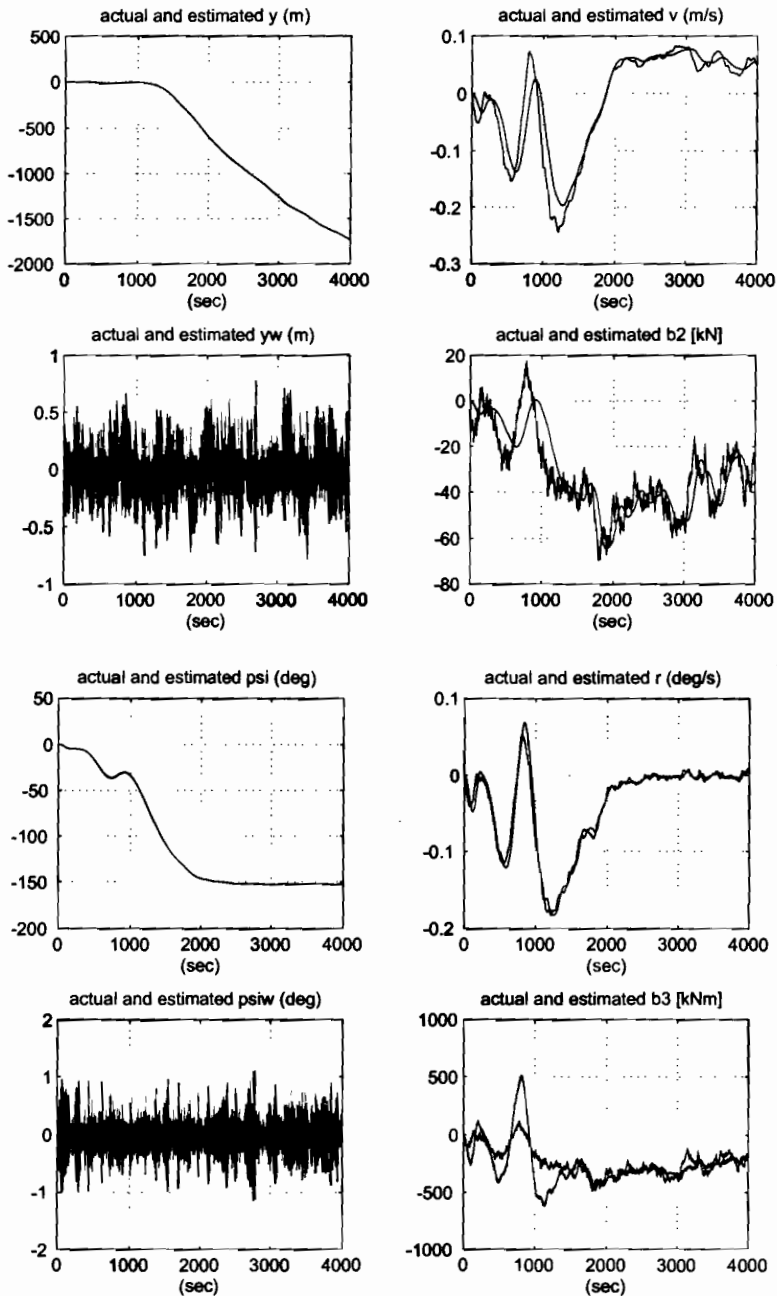 actual and estimated y (m)
500
0
-500
-1000
-1500
-2000
0 1000 2000 3000 4000
(sec)
actual and estimated v (m/s)
0.1
0
-0.1
-0.2
-0.3
0 1000 2000 3000 4000
(sec)
actual and estimated yw (m)
1
0.5
0
-0.5
-1
0 1000 2000 3000 4000
(sec)
actual and estimated b2 [kN]
20
0
-20
-40
-60
-80
0 1000 2000 3000 4000
(sec)
actual and estimated psi (deg)
50
0
-50
-100
-150
-200
0 1000 2000 3000 4000
(sec)
actual and estimated r (deg/s)
0.1
0
-0.1
-0.2
0 1000 2000 3000 4000
(sec)
actual and estimated psiw (deg)
2
1
0
-1
-2
0 1000 2000 3000 4000
(sec)
actual and estimated b3 [kNm]
1000
500
0
-500
-1000
0 1000 2000 3000 4000
(sec)